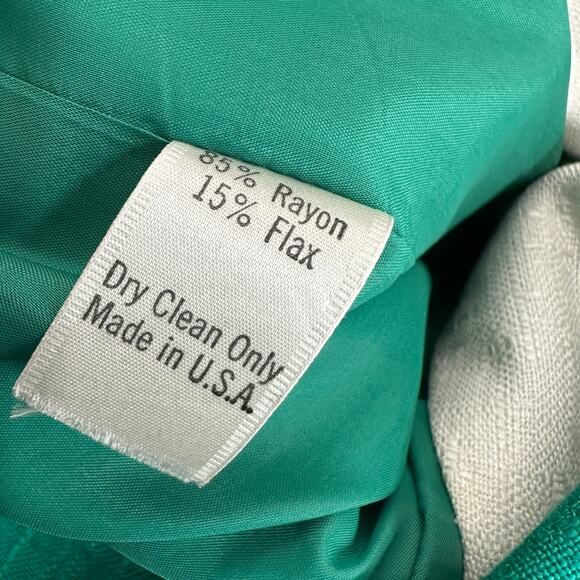 85% Rayon
15% Flax
Dry Clean Only
Made in U.S.A.